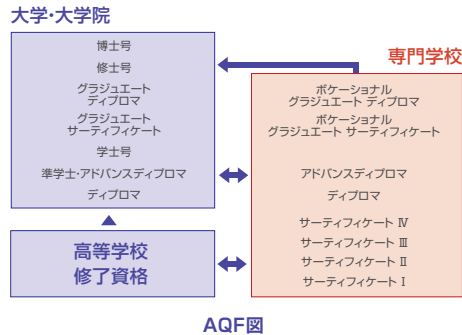 大学・大学院
博士号
修士号
グラジュエート
ディプロマ
グラジュエート
サーティフィケート
学士号
準学士・アドバンスディプロマ
ディプロマ
高等学校
修了資格
専門学校
ボケーショナル
グラジュエート ディプロマ
ボケーショナル
グラジュエート サーティフィケート
アドバンスディプロマ
ディプロマ
サーティフィケート Ⅳ
サーティフィケート Ⅲ
サーティフィケート Ⅱ
サーティフィケート Ⅰ
AQF図